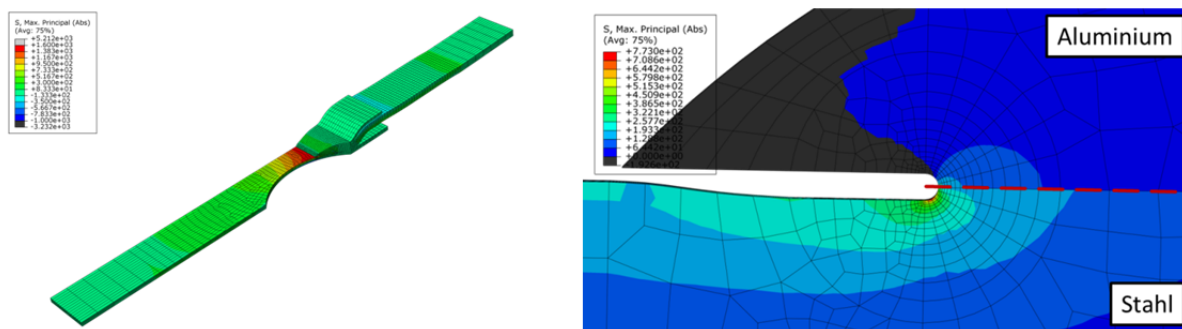 S, Max. Principal (Abs)
(Avg: 75%)
+5.212e+03
+1.600e+03
+1.383e+03
+1.167e+03
+9.500e+02
+7.333e+02
+5.167e+02
+3.000e+02
+8.333e+01
-1.333e+02
-3.500e+02
-5.667e+02
-7.833e+02
-1.000e+03
-3.232e+03
S, Max. Principal (Abs)
(Avg: 75%)
+7.730e+02
+7.086e+02
+6.442e+02
+5.798e+02
+5.153e+02
+4.509e+02
+3.865e+02
+3.221e+02
+2.577e+02
+1.933e+02
+6.442e+01
+0.000e+00
Aluminium
Stahl